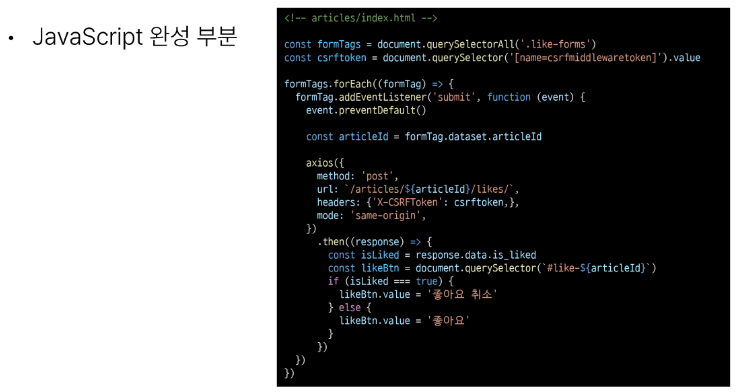 • JavaScript 완성 부분
<!-- articles/index.html -->
const formTags = document.querySelectorAll('.like-forms')
const csrftoken = document.querySelector('[name=csrfmiddlewaretoken]').value
formTags.forEach((formTag) => {
  formTag.addEventListener('submit', function (event) {
    event.preventDefault()
    const articleId = formTag.dataset.articleId
    axios({
      method: 'post',
      url: `/articles/${articleId}/likes/`,
      headers: {'X-CSRFToken': csrftoken,},
      mode: 'same-origin',
    })
      .then((response) => {
        const isLiked = response.data.is_liked
        const likeBtn = document.querySelector(`#like-${articleId}`)
        if (isLiked === true) {
          likeBtn.value = '좋아요 취소'
        } else {
          likeBtn.value = '좋아요'
        }
      })
  })
})